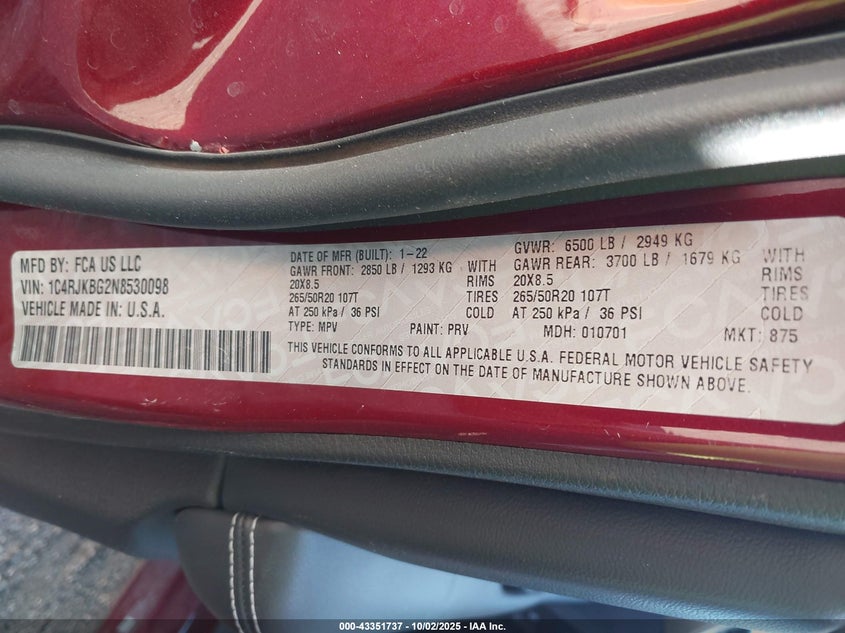 MFD BY: FCA US LLC
VIN: 1C4RJKBG2N8530098
VEHICLE MADE IN: U.S.A.
DATE OF MFR (BUILT): 1-22
GAWR FRONT: 2850 LB / 1293 KG WITH
20X8.5 RIMS
265/50R20 107T TIRES
AT 250 kPa / 36 PSI COLD
GVWR: 6500 LB / 2949 KG
GAWR REAR: 3700 LB / 1679 KG WITH
20X8.5 RIMS
265/50R20 107T TIRES
AT 250 kPa / 36 PSI COLD
TYPE: MPV PAINT: PRV MDH: 010701 MKT: 875
THIS VEHICLE CONFORMS TO ALL APPLICABLE U.S.A. FEDERAL MOTOR VEHICLE SAFETY
STANDARDS IN EFFECT ON THE DATE OF MANUFACTURE SHOWN ABOVE.
000-43351737 - 10/02/2025 - IAA Inc.